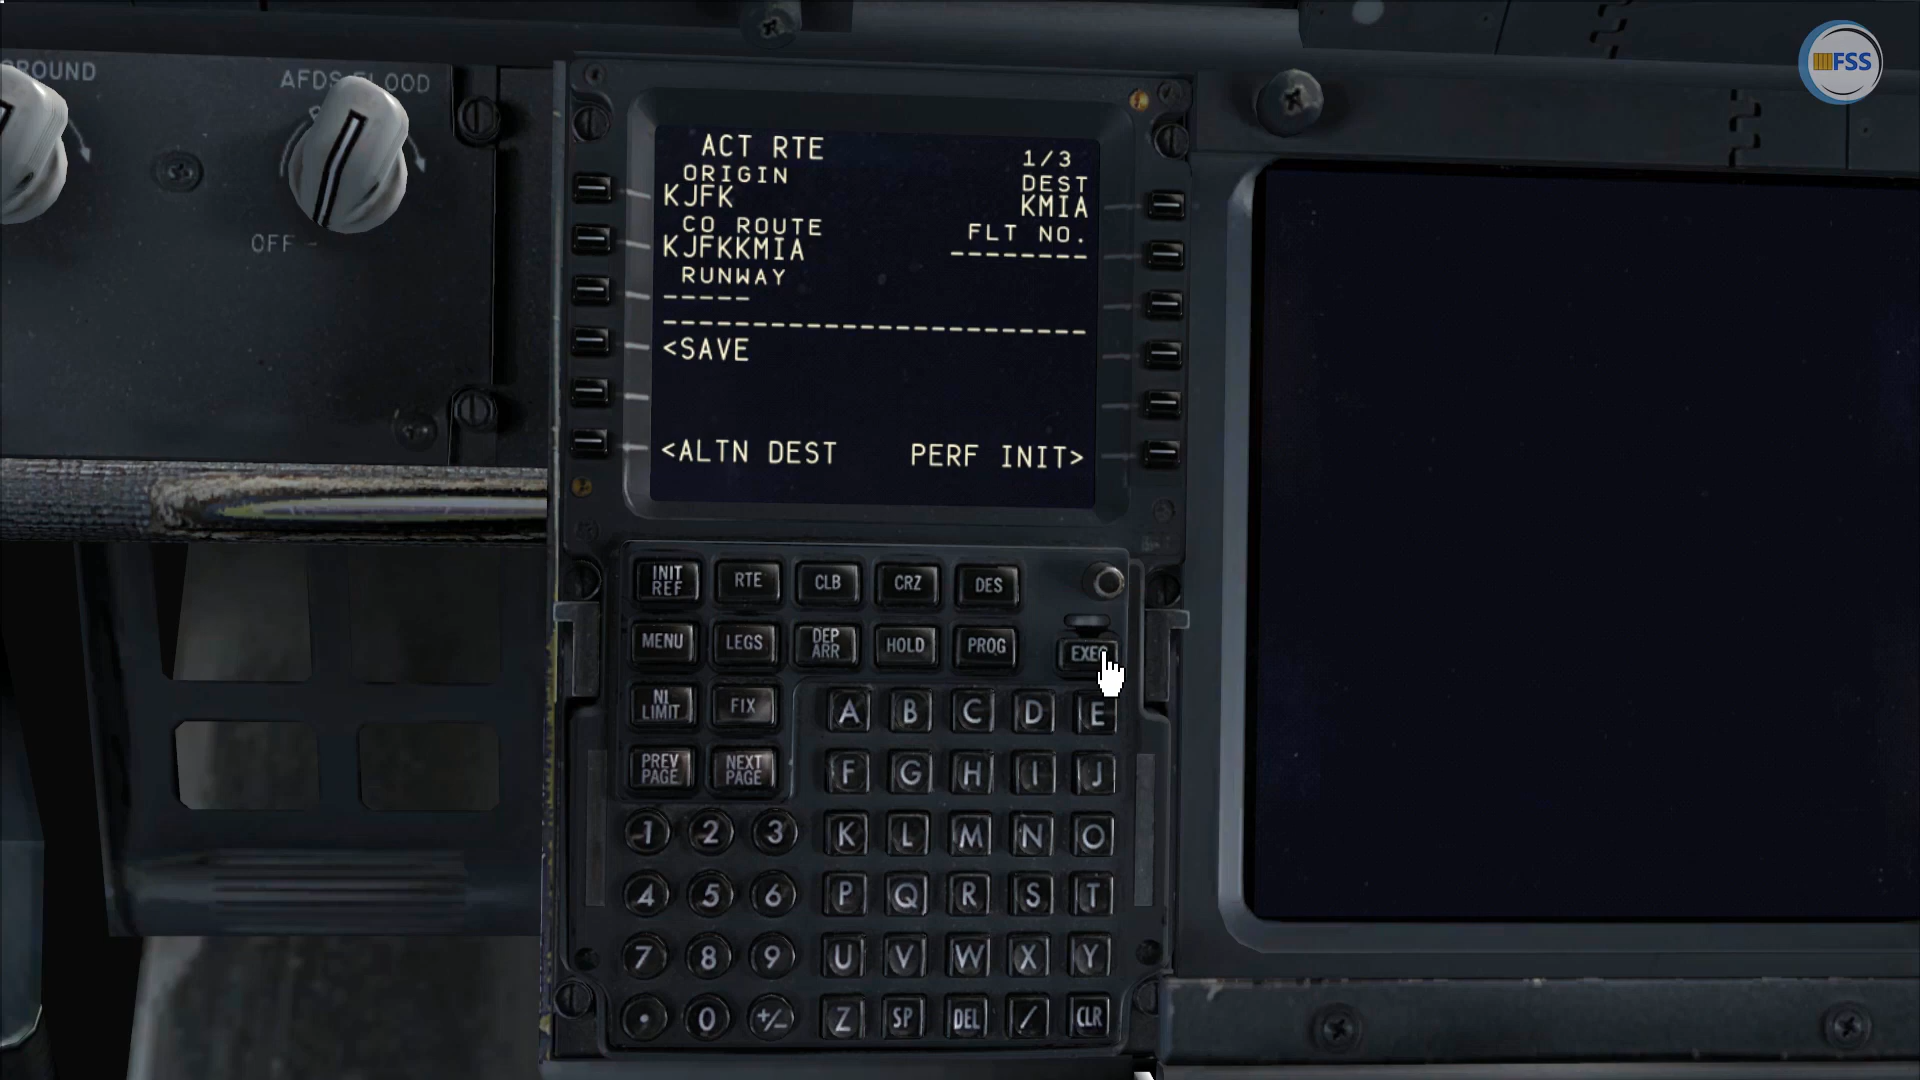 ROUND
AFDS FLOOD
OFF
FSS
ACT RTE
1/3
ORIGIN
DEST
KJFK
KMIA
CO ROUTE
FLT NO.
KJFKKMIA
--------
RUNWAY
-----
------------------------
<SAVE
<ALTN DEST PERF INIT>
INIT REF
RTE
CLB
CRZ
DES
MENU
LEGS
DEP ARR
HOLD
PROG
EXEC
N1 LIMIT
FIX
A B C D E
PREV PAGE
NEXT PAGE
F G H I J
1 2 3 K L M N O
4 5 6 P Q R S T
7 8 9 U V W X Y
. 0 +/- Z SP DEL / CLR